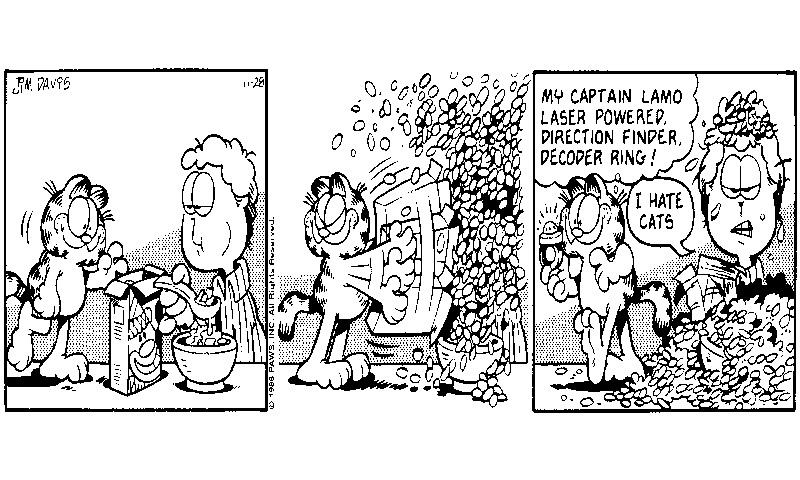 JIM DAVIS
11-28
© 1988 PAWS, INC. All Rights Reserved.
MY CAPTAIN LAMO
LASER POWERED,
DIRECTION FINDER,
DECODER RING!
I HATE
CATS